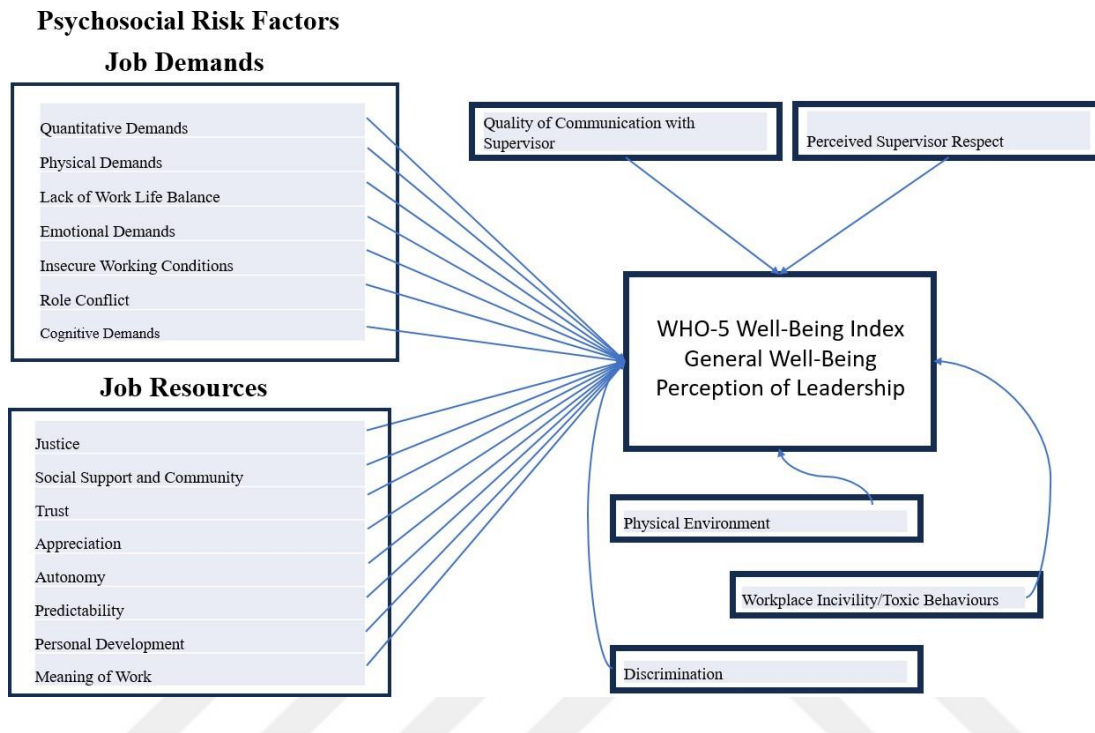 Psychosocial Risk Factors
Job Demands
Quantitative Demands
Physical Demands
Lack of Work Life Balance
Emotional Demands
Insecure Working Conditions
Role Conflict
Cognitive Demands
Job Resources
Justice
Social Support and Community
Trust
Appreciation
Autonomy
Predictability
Personal Development
Meaning of Work
Quality of Communication with
Supervisor
Perceived Supervisor Respect
WHO-5 Well-Being Index
General Well-Being
Perception of Leadership
Physical Environment
Workplace Incivility/Toxic Behaviours
Discrimination